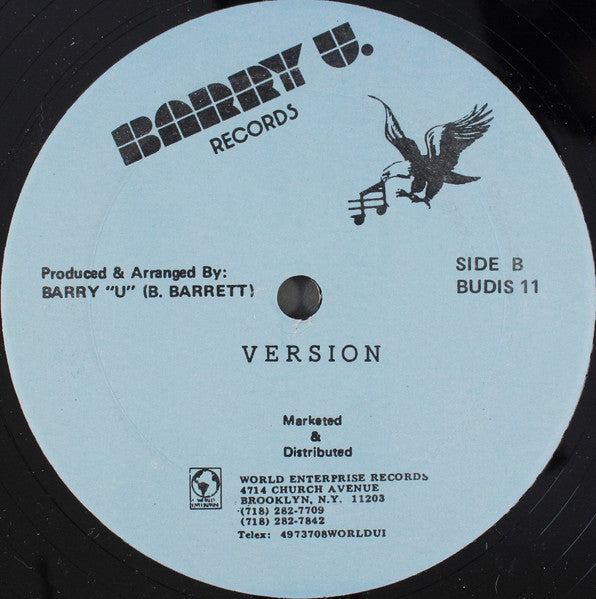 BARRY U.
RECORDS
Produced & Arranged By:
BARRY "U" (B. BARRETT)
SIDE B
BUDIS 11
VERSION
Marketed
&
Distributed
WORLD
WORLD ENTERPRISE RECORDS
4714 CHURCH AVENUE
BROOKLYN, N.Y. 11203
(718) 282-7709
(718) 282-7842
Telex: 4973708WORLDUI